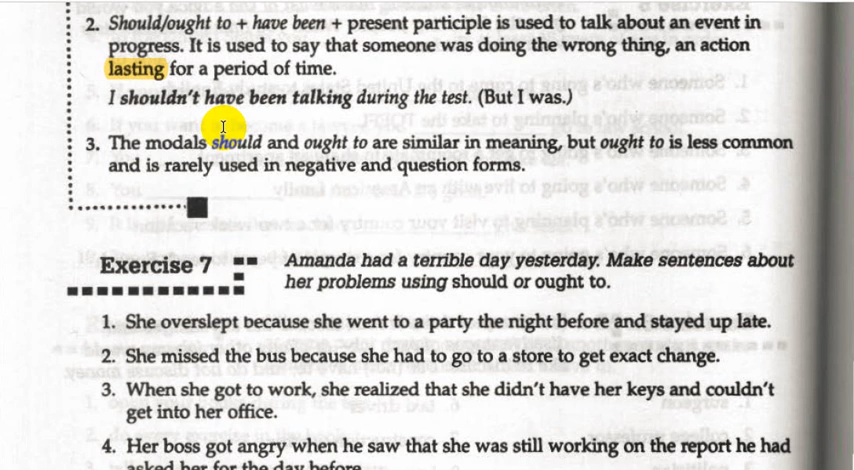 2. Should/ought to + have been + present participle is used to talk about an event in
progress. It is used to say that someone was doing the wrong thing, an action
lasting for a period of time.
I shouldn't have been talking during the test. (But I was.)
3. The modals should and ought to are similar in meaning, but ought to is less common
and is rarely used in negative and question forms.
Exercise 7
Amanda had a terrible day yesterday. Make sentences about
her problems using should or ought to.
1. She overslept because she went to a party the night before and stayed up late.
2. She missed the bus because she had to go to a store to get exact change.
3. When she got to work, she realized that she didn't have her keys and couldn't
get into her office.
4. Her boss got angry when he saw that she was still working on the report he had
asked her for the day before.